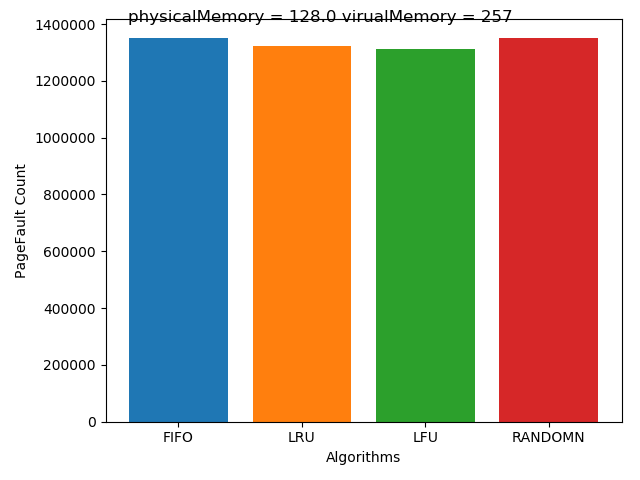 physicalMemory = 128.0 virualMemory = 257
1400000
1200000
1000000
800000
600000
400000
200000
0
PageFault Count
FIFO LRU LFU RANDOMN
Algorithms